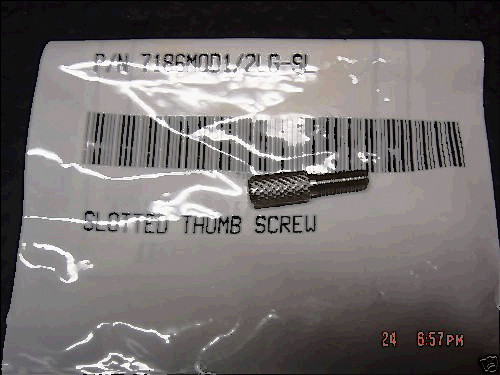 P/N 7186MOD1/2LG-SL
SLOTTED THUMB SCREW
24 6:57PM